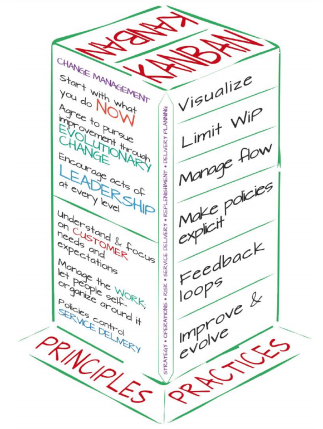 KANBAN
KANBAN
CHANGE MANAGEMENT
Start with what
you do NOW
Agree to pursue
improvement through
EVOLUTIONARY
CHANGE
Encourage acts of
LEADERSHIP
at every level
Understand & focus
on CUSTOMER
needs and
expectations
Manage the WORK,
let people self-
organize around it
Policies control
SERVICE DELIVERY
STRATEGY • OPERATIONS • RISK • SERVICE DELIVERY • REPLENISHMENT • DELIVERY PLANNING
Visualize
Limit WiP
Manage flow
Make policies
explicit
Feedback
loops
Improve &
evolve
PRINCIPLES
PRACTICES